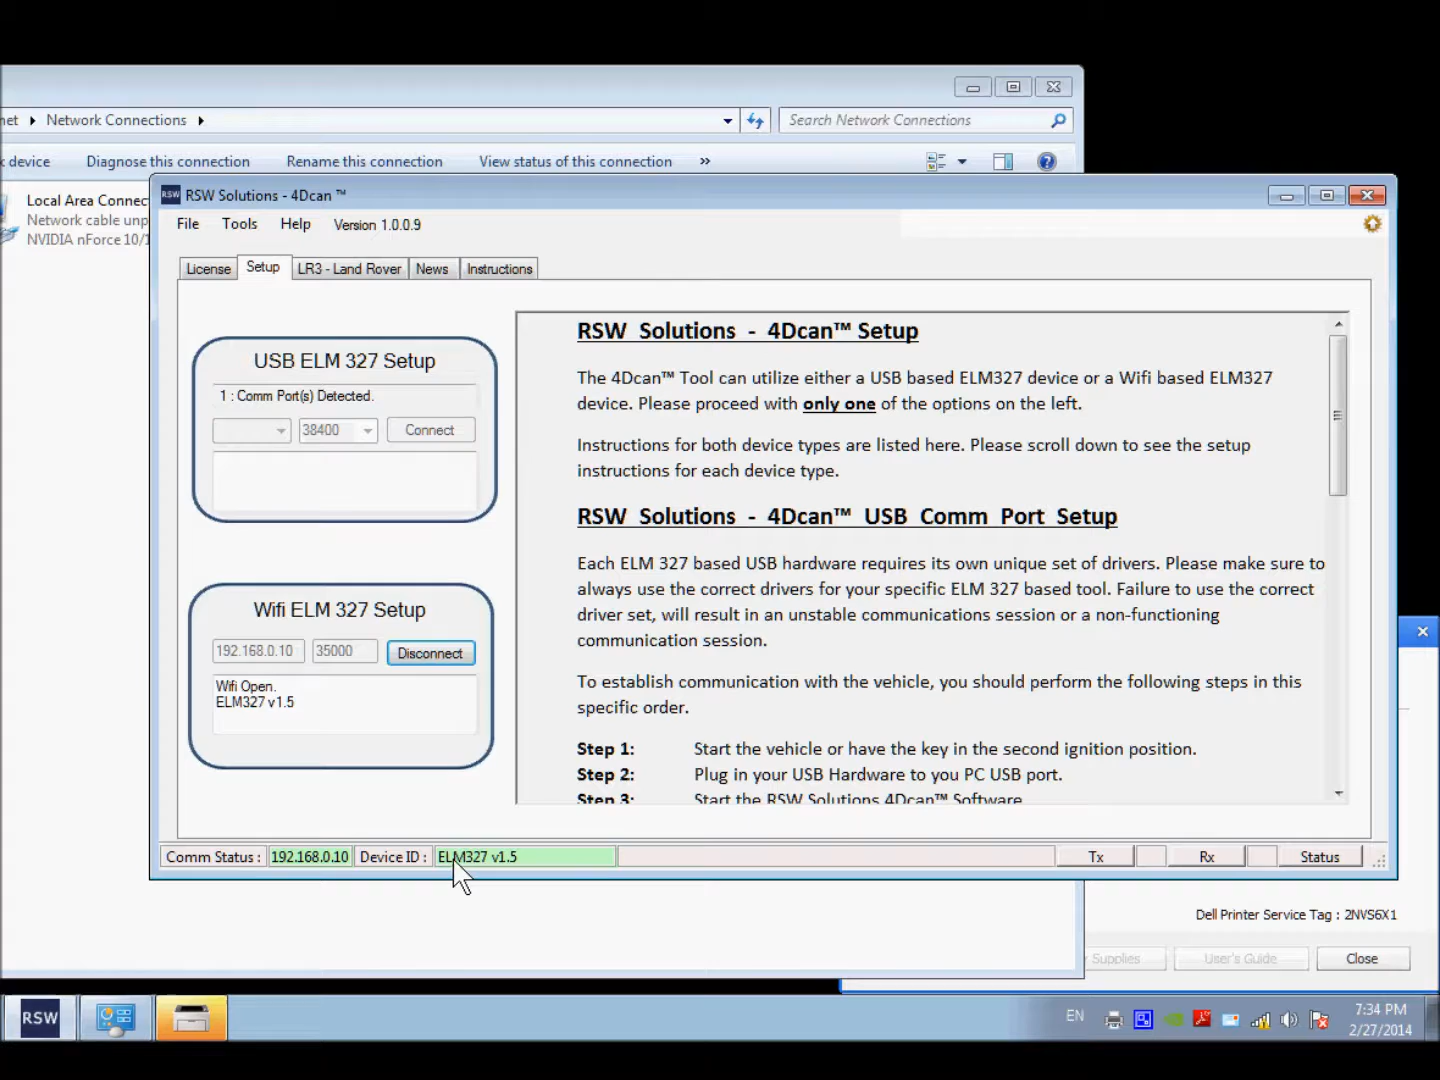 net ▸ Network Connections ▸
Search Network Connections
device
Diagnose this connection
Rename this connection
View status of this connection
»
Local Area Connec
Network cable unp
NVIDIA nForce 10/1
RSW
RSW Solutions - 4Dcan ™
File
Tools
Help
Version 1.0.0.9
License
Setup
LR3 - Land Rover
News
Instructions
USB ELM 327 Setup
1 : Comm Port(s) Detected.
38400
Connect
Wifi ELM 327 Setup
192.168.0.10
35000
Disconnect
Wifi Open.
ELM327 v1.5
RSW Solutions - 4Dcan™ Setup
The 4Dcan™ Tool can utilize either a USB based ELM327 device or a Wifi based ELM327
device. Please proceed with only one of the options on the left.
Instructions for both device types are listed here. Please scroll down to see the setup
instructions for each device type.
RSW Solutions - 4Dcan™ USB Comm Port Setup
Each ELM 327 based USB hardware requires its own unique set of drivers. Please make sure to
always use the correct drivers for your specific ELM 327 based tool. Failure to use the correct
driver set, will result in an unstable communications session or a non-functioning
communication session.
To establish communication with the vehicle, you should perform the following steps in this
specific order.
Step 1: Start the vehicle or have the key in the second ignition position.
Step 2: Plug in your USB Hardware to you PC USB port.
Step 3: Start the RSW Solutions 4Dcan™ Software
Comm Status :
192.168.0.10
Device ID :
ELM327 v1.5
Tx
Rx
Status
Dell Printer Service Tag : 2NVS6X1
Supplies
User's Guide
Close
RSW
EN
7:34 PM
2/27/2014